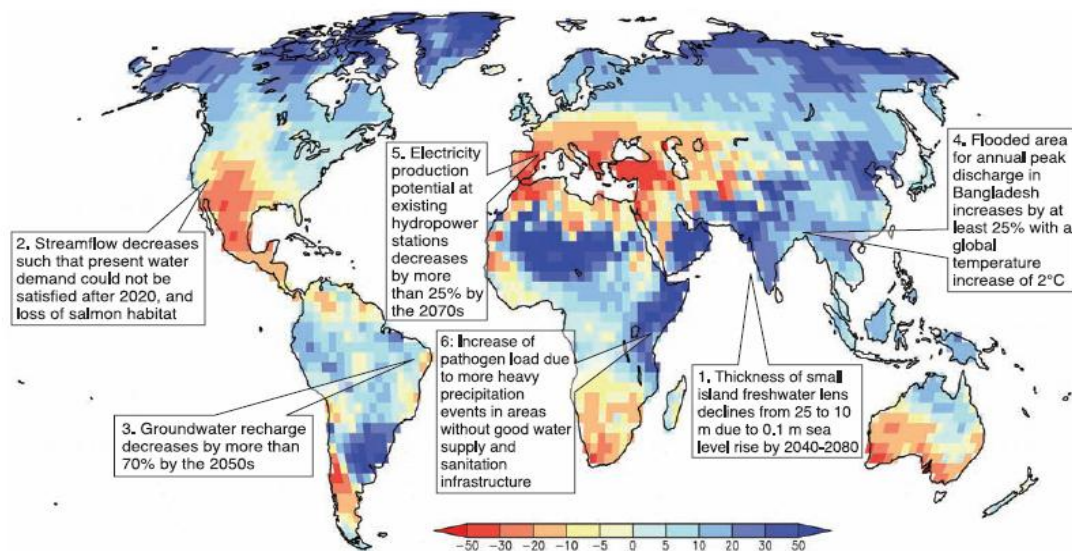 5. Electricity
production
potential at
existing
hydropower
stations
decreases
by more
than 25% by
the 2070s
4. Flooded area
for annual peak
discharge in
Bangladesh
increases by at
least 25% with a
global
temperature
increase of 2°C
2. Streamflow decreases
such that present water
demand could not be
satisfied after 2020, and
loss of salmon habitat
6: Increase of
pathogen load due
to more heavy
precipitation
events in areas
without good water
supply and
sanitation
infrastructure
1. Thickness of small
island freshwater lens
declines from 25 to 10
m due to 0.1 m sea
level rise by 2040-2080
3. Groundwater recharge
decreases by more than
70% by the 2050s
-50 -30 -20 -10 -5 0 5 10 20 30 50